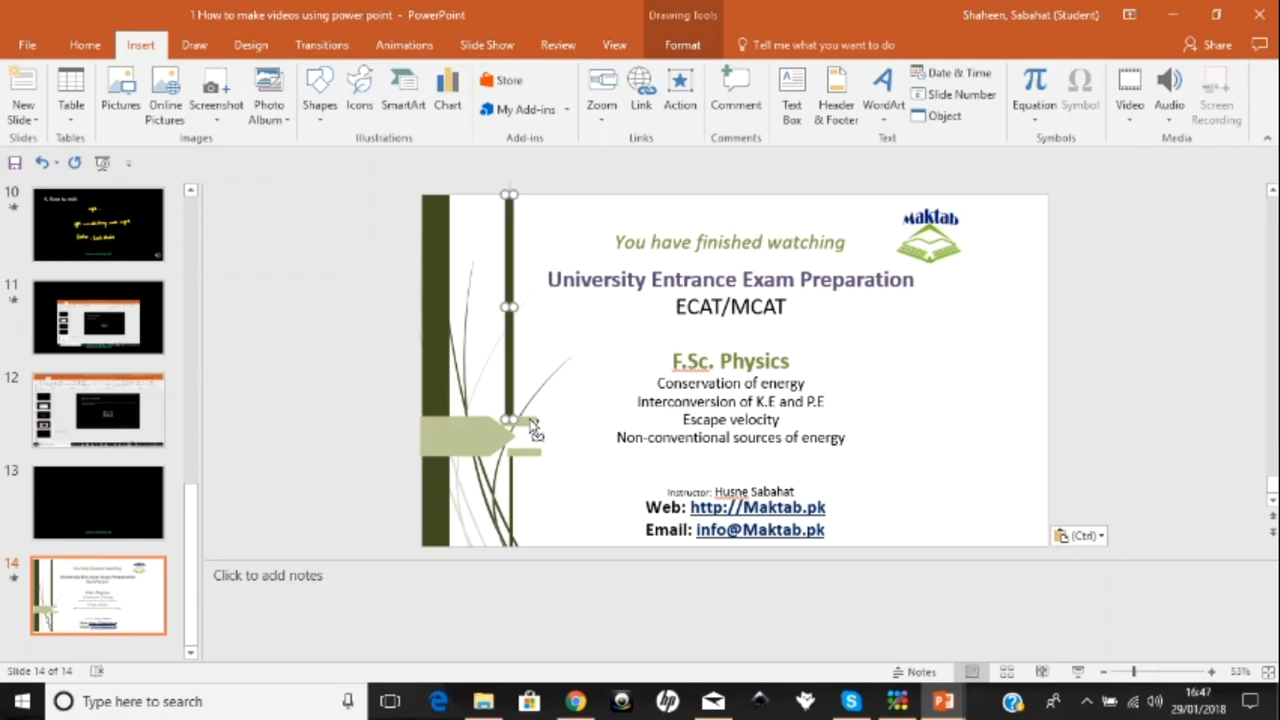 1 How to make videos using power point - PowerPoint
Drawing Tools
Shaheen, Sabahat (Student)
File Home Insert Draw Design Transitions Animations Slide Show Review View Format Tell me what you want to do Share
New Slide
Table
Pictures
Online Pictures
Screenshot
Photo Album
Shapes
Icons
SmartArt
Chart
Store
My Add-ins
Zoom
Link
Action
Comment
Text Box
Header & Footer
WordArt
Date & Time
Slide Number
Object
Equation
Symbol
Video
Audio
Screen Recording
Slides Tables Images Illustrations Add-ins Links Comments Text Symbols Media
10
11
12
13
14
Maktab
You have finished watching
University Entrance Exam Preparation
ECAT/MCAT
F.Sc. Physics
Conservation of energy
Interconversion of K.E and P.E
Escape velocity
Non-conventional sources of energy
Instructor: Husne Sabahat
Web: http://Maktab.pk
Email: info@Maktab.pk
(Ctrl)
Click to add notes
Slide 14 of 14
Notes
53%
Type here to search
16:47
29/01/2018